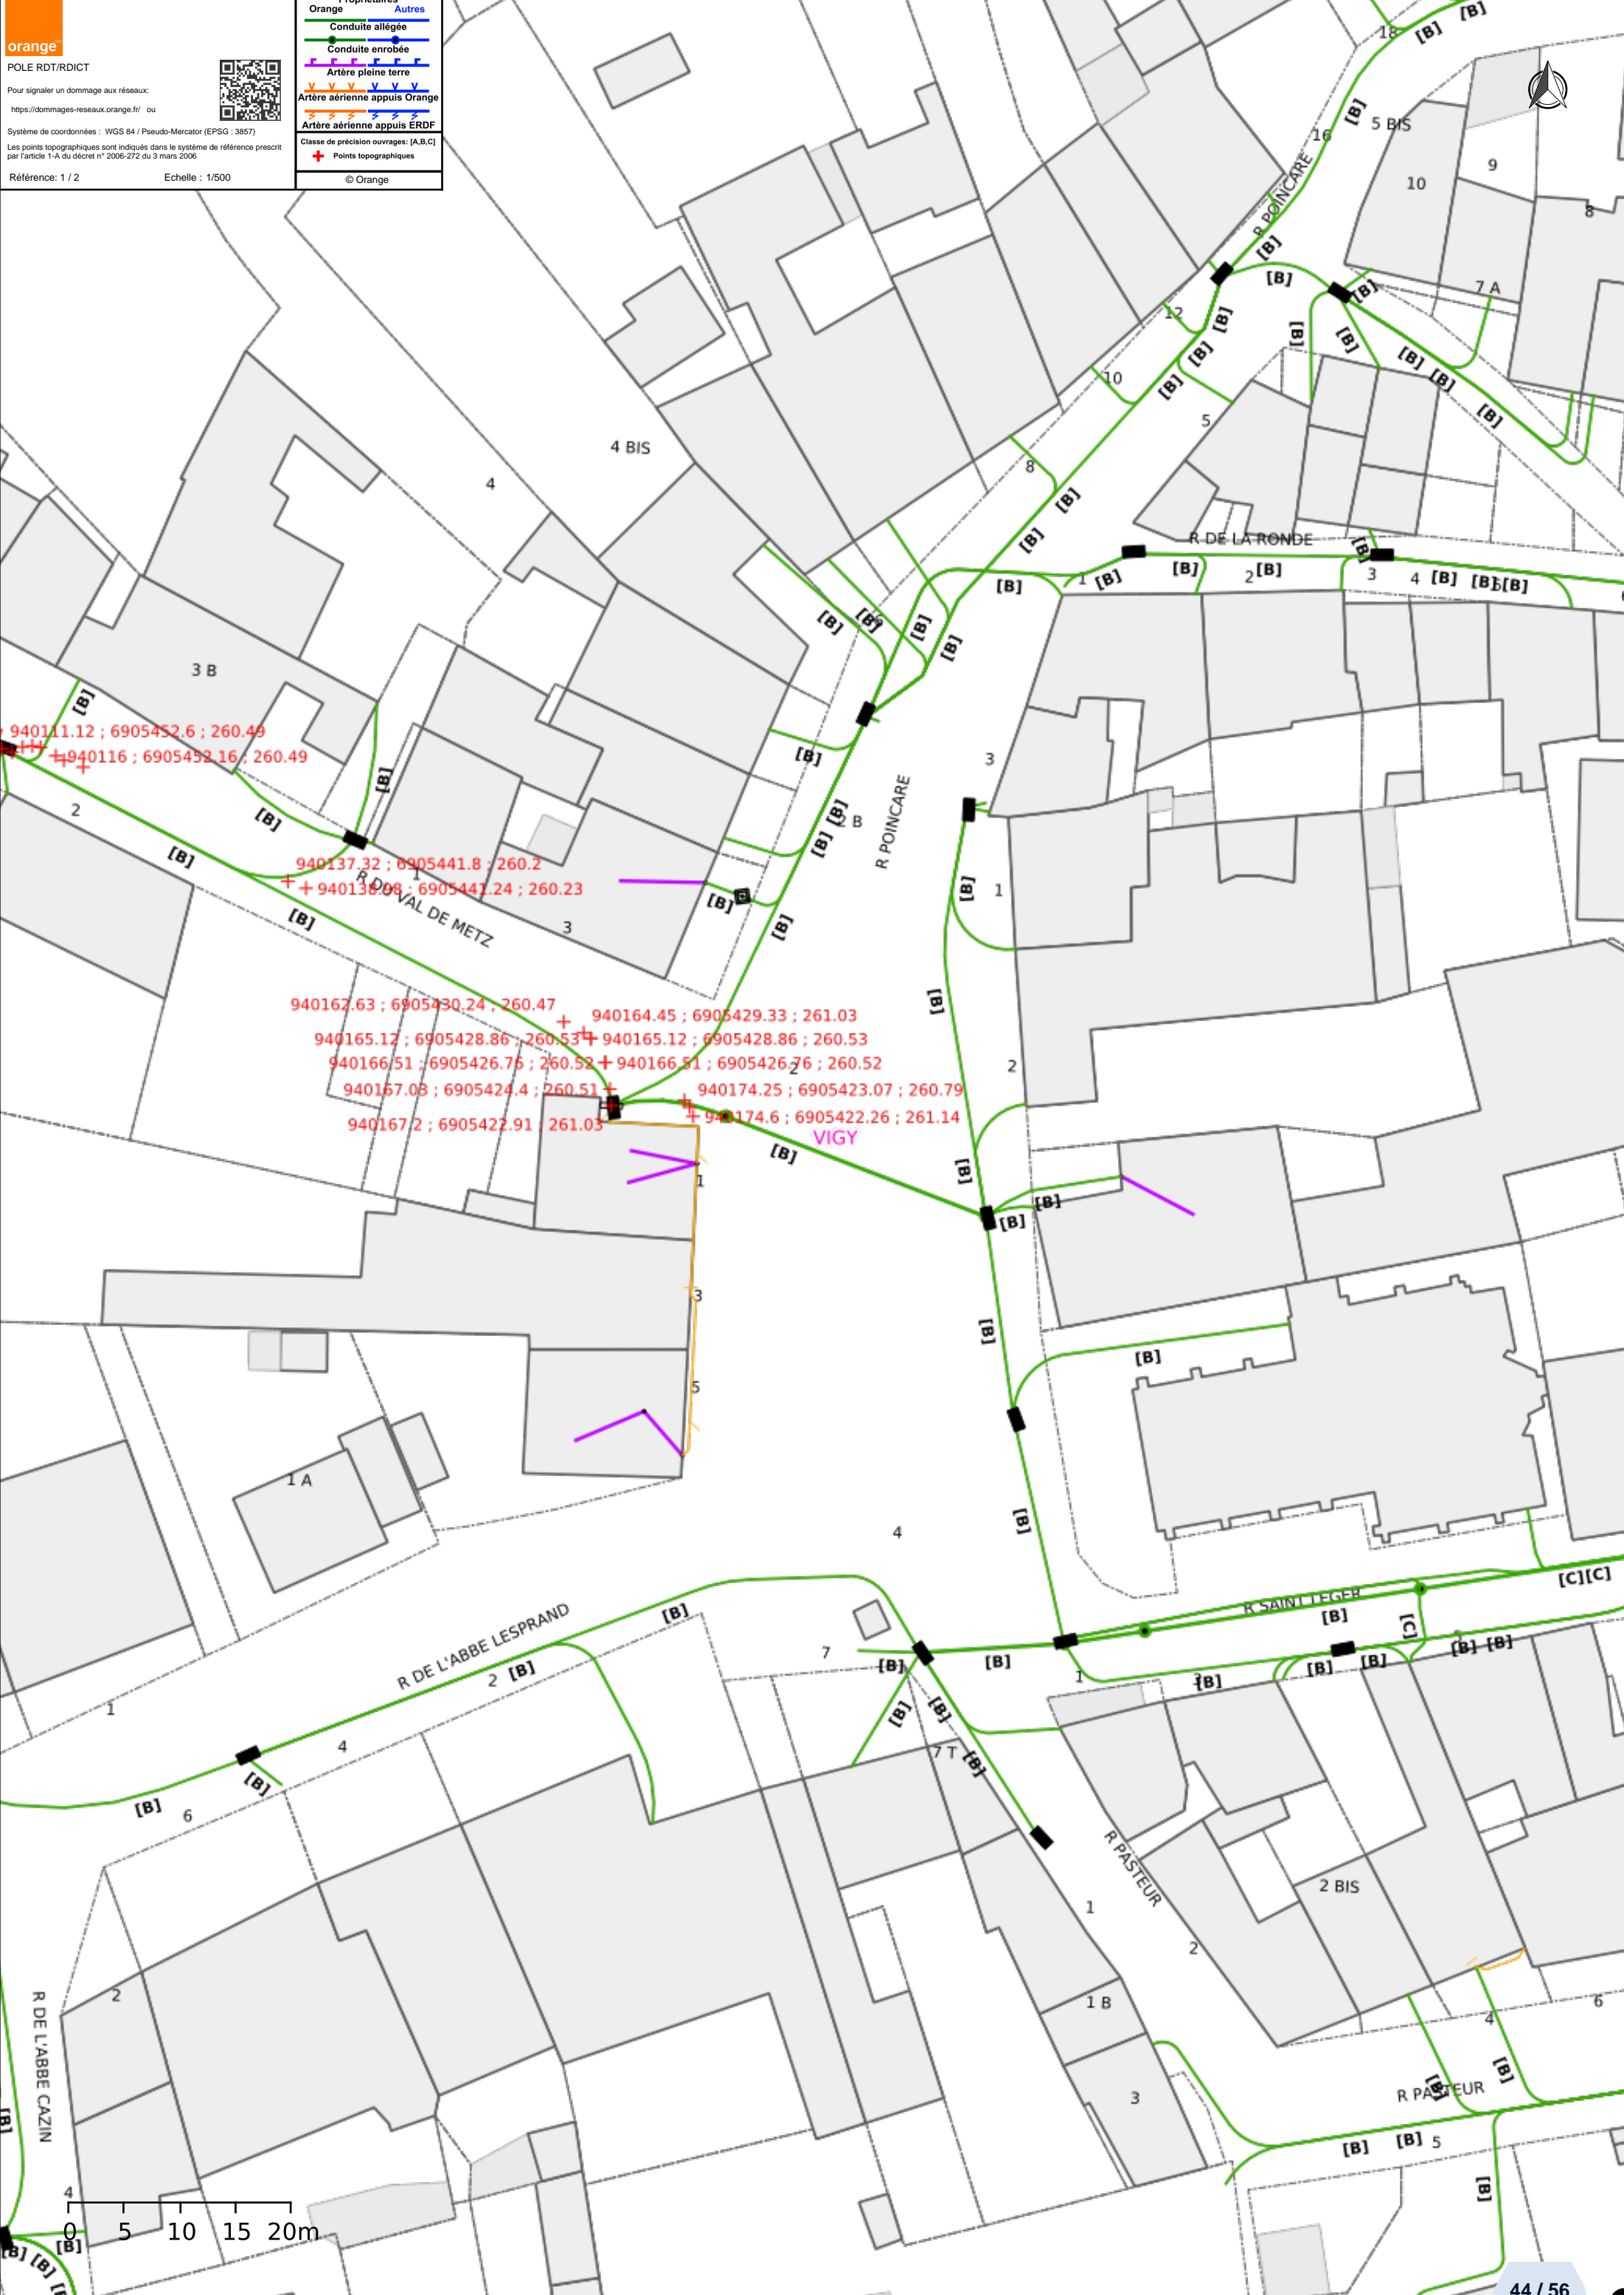 Propriétaires
Orange Autres
Conduite allégée
Conduite enrobée
Artère pleine terre
Artère aérienne appuis Orange
Artère aérienne appuis ERDF
Classe de précision ouvrages: [A,B,C]
Points topographiques
© Orange
orange™
POLE RDT/RDICT
Pour signaler un dommage aux réseaux:
https://dommages-reseaux.orange.fr/ ou
Système de coordonnées : WGS 84 / Pseudo-Mercator (EPSG : 3857)
Les points topographiques sont indiqués dans le système de référence prescrit
par l'article 1-A du décret n° 2006-272 du 3 mars 2006
Référence: 1 / 2 Echelle : 1/500
18
[B]
[B]
[B]
16
5 BIS
9
10
8
R POINCARE
[B]
[B]
[B]
7 A
12
[B]
[B]
[B]
[B]
[B]
[B]
10
[B]
[B]
5
4 BIS
4
8
[B]
[B]
R DE LA RONDE
[B]
1
[B]
[B]
[B]
2
[B]
3
4
[B]
[B]
[B]
[B]
[B]
[B]
[B]
3 B
[B]
940111.12 ; 6905452.6 ; 260.49
940116 ; 6905452.16 ; 260.49
[B]
[B]
3
[B]
2
[B]
[B]
2 B
[B]
R POINCARE
[B]
940137.32 ; 6905441.8 ; 260.2
940138.98 ; 6905441.24 ; 260.23
1
R DU VAL DE METZ
[B]
[B]
1
[B]
3
[B]
[B]
940162.63 ; 6905430.24 ; 260.47
940164.45 ; 6905429.33 ; 261.03
940165.12 ; 6905428.86 ; 260.53
940165.12 ; 6905428.86 ; 260.53
940166.51 ; 6905426.76 ; 260.52
940166.51 ; 6905426.76 ; 260.52
2
2
940167.03 ; 6905424.4 ; 260.51
940174.25 ; 6905423.07 ; 260.79
940167.2 ; 6905422.91 ; 261.03
940174.6 ; 6905422.26 ; 261.14
VIGY
[B]
[B]
1
[B]
[B]
3
[B]
[B]
5
1 A
[B]
4
[C][C]
R SAINT LEGER
[B]
[C]
R DE L'ABBE LESPRAND
[B]
7
[B]
[B]
[B]
[B]
[B]
[B]
2
[B]
1
[B]
1
[B]
[B]
4
7 T
[B]
[B]
[B]
6
R PASTEUR
2 BIS
1
2
2
R DE L'ABBE CAZIN
1 B
6
4
[B]
[B]
R PASTEUR
3
[B]
[B]
[B]
5
[B]
4
0 5 10 15 20m
[B]
[B]
[B]
44 / 56